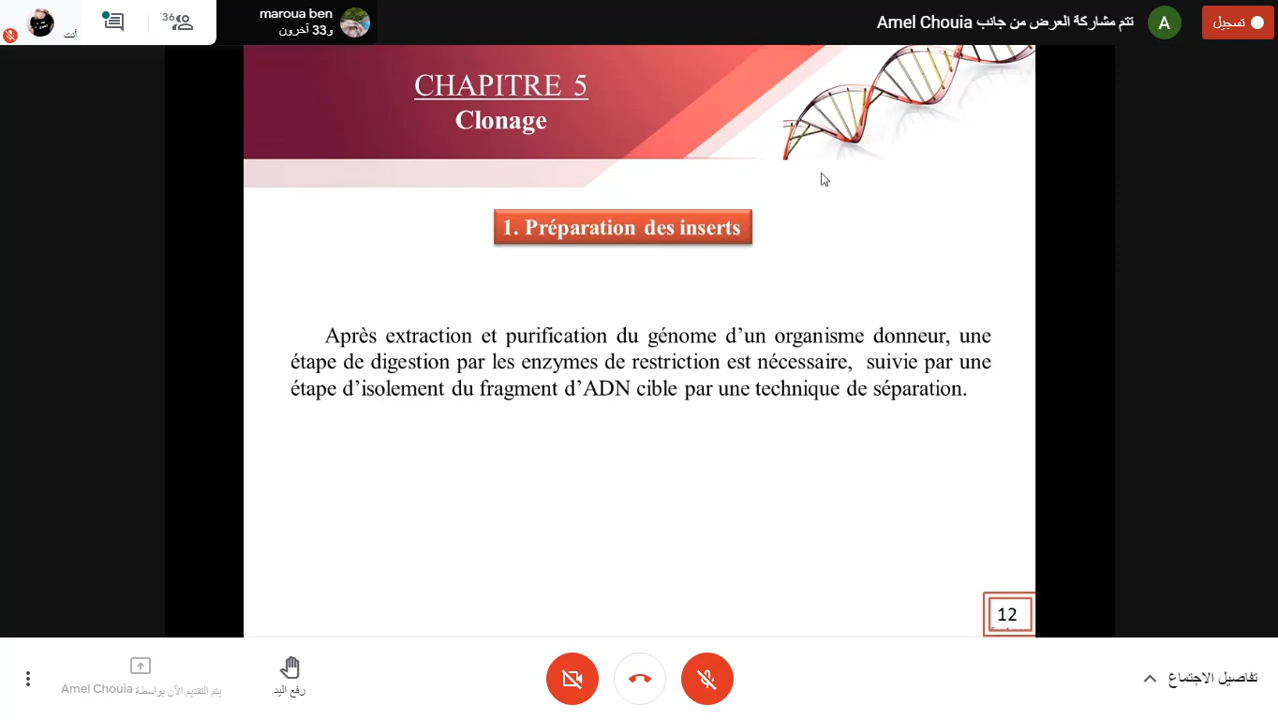 maroua ben
و33 آخرون
36
أنت
تتم مشاركة العرض من جانب Amel Chouia
A
تسجيل
CHAPITRE 5
Clonage
1. Préparation des inserts
Après extraction et purification du génome d’un organisme donneur, une
étape de digestion par les enzymes de restriction est nécessaire, suivie par une
étape d’isolement du fragment d’ADN cible par une technique de séparation.
12
يتم التقديم الآن بواسطة Amel Chouia
رفع اليد
تفاصيل الاجتماع